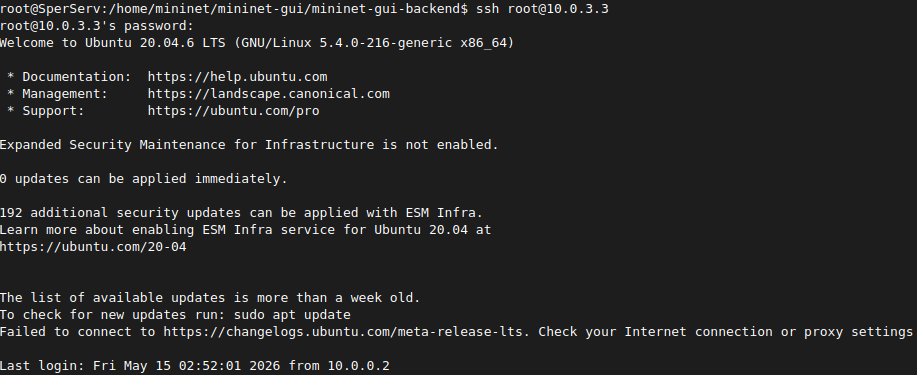 root@SperServ:/home/mininet/mininet-gui/mininet-gui-backend$ ssh root@10.0.3.3
root@10.0.3.3's password:
Welcome to Ubuntu 20.04.6 LTS (GNU/Linux 5.4.0-216-generic x86_64)
* Documentation:  https://help.ubuntu.com
* Management:     https://landscape.canonical.com
* Support:        https://ubuntu.com/pro
Expanded Security Maintenance for Infrastructure is not enabled.
0 updates can be applied immediately.
192 additional security updates can be applied with ESM Infra.
Learn more about enabling ESM Infra service for Ubuntu 20.04 at
https://ubuntu.com/20-04
The list of available updates is more than a week old.
To check for new updates run: sudo apt update
Failed to connect to https://changelogs.ubuntu.com/meta-release-lts. Check your Internet connection or proxy settings
Last login: Fri May 15 02:52:01 2026 from 10.0.0.2